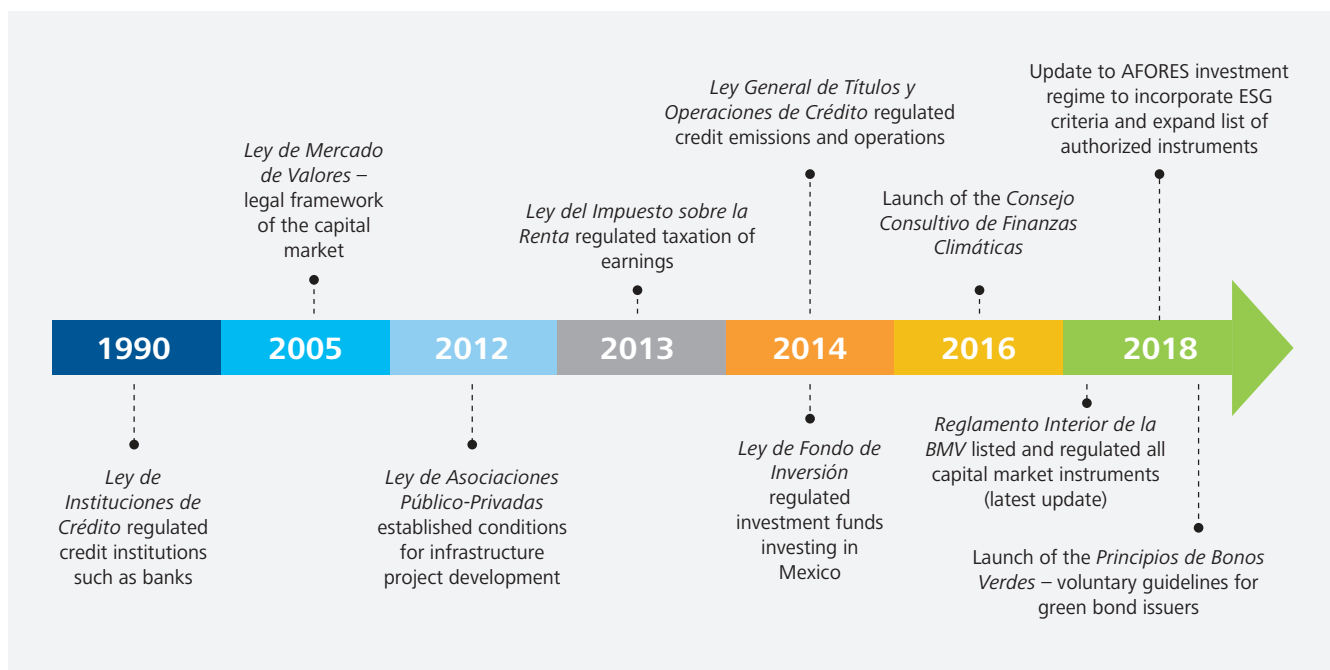 Ley de Mercado
de Valores –
legal framework
of the capital
market
Ley del Impuesto sobre la
Renta regulated taxation of
earnings
Ley General de Títulos y
Operaciones de Crédito regulated
credit emissions and operations
Launch of the Consejo
Consultivo de Finanzas
Climáticas
Update to AFORES investment
regime to incorporate ESG
criteria and expand list of
authorized instruments
1990
2005
2012
2013
2014
2016
2018
Ley de
Instituciones de
Crédito regulated
credit institutions
such as banks
Ley de Asociaciones
Público-Privadas
established conditions
for infrastructure
project development
Ley de Fondo de
Inversión
regulated
investment funds
investing in
Mexico
Reglamento Interior de la
BMV listed and regulated all
capital market instruments
(latest update)
Launch of the Principios de Bonos
Verdes – voluntary guidelines for
green bond issuers